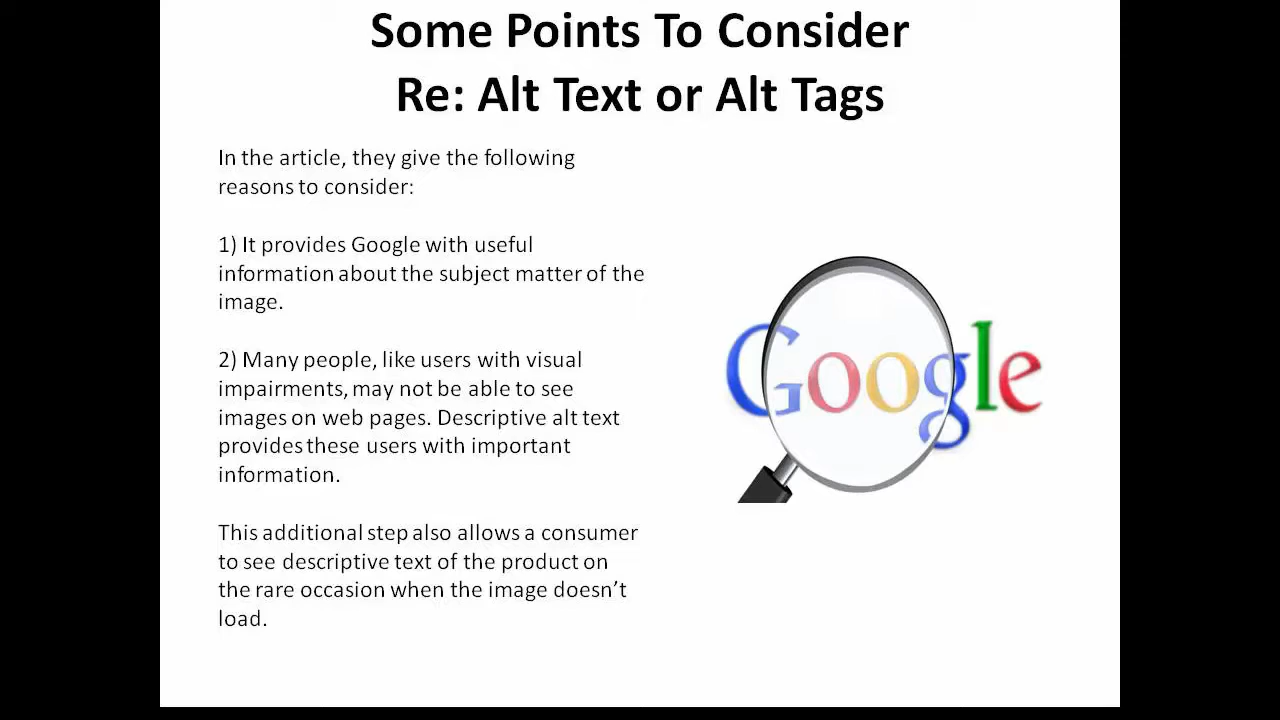 Some Points To Consider
Re: Alt Text or Alt Tags
In the article, they give the following
reasons to consider:
1) It provides Google with useful
information about the subject matter of the
image.
2) Many people, like users with visual
impairments, may not be able to see
images on web pages. Descriptive alt text
provides these users with important
information.
This additional step also allows a consumer
to see descriptive text of the product on
the rare occasion when the image doesn’t
load.
Google